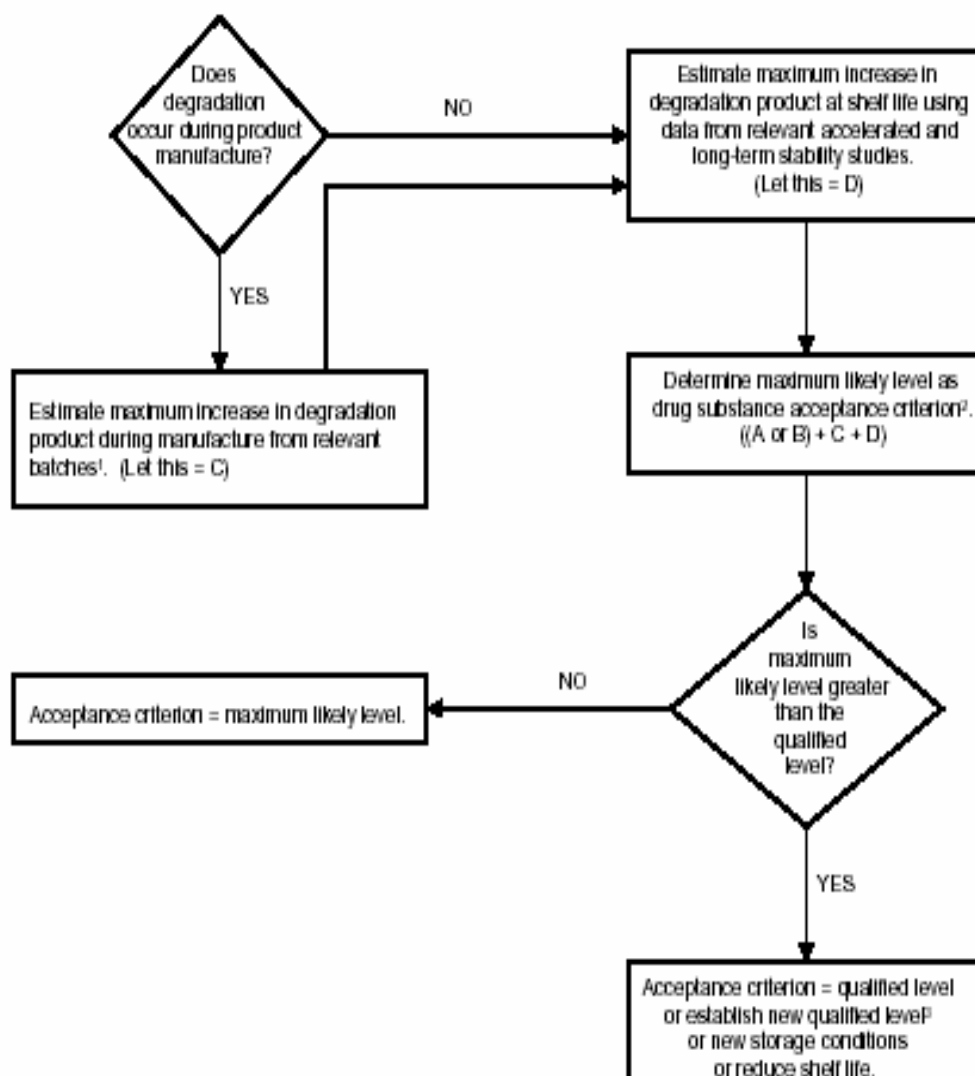 Does
degradation
occur during product
manufacture?
NO
Estimate maximum increase in
degradation product at shelf life using
data from relevant accelerated and
long-term stability studies.
(Let this = D)
YES
Estimate maximum increase in degradation
product during manufacture from relevant
batches¹. (Let this = C)
Determine maximum likely level as
drug substance acceptance criterion².
((A or B) + C + D)
Is
maximum
likely level greater
than the
qualified
level?
NO
Acceptance criterion = maximum likely level.
YES
Acceptance criterion = qualified level
or establish new qualified level³
or new storage conditions
or reduce shelf life.